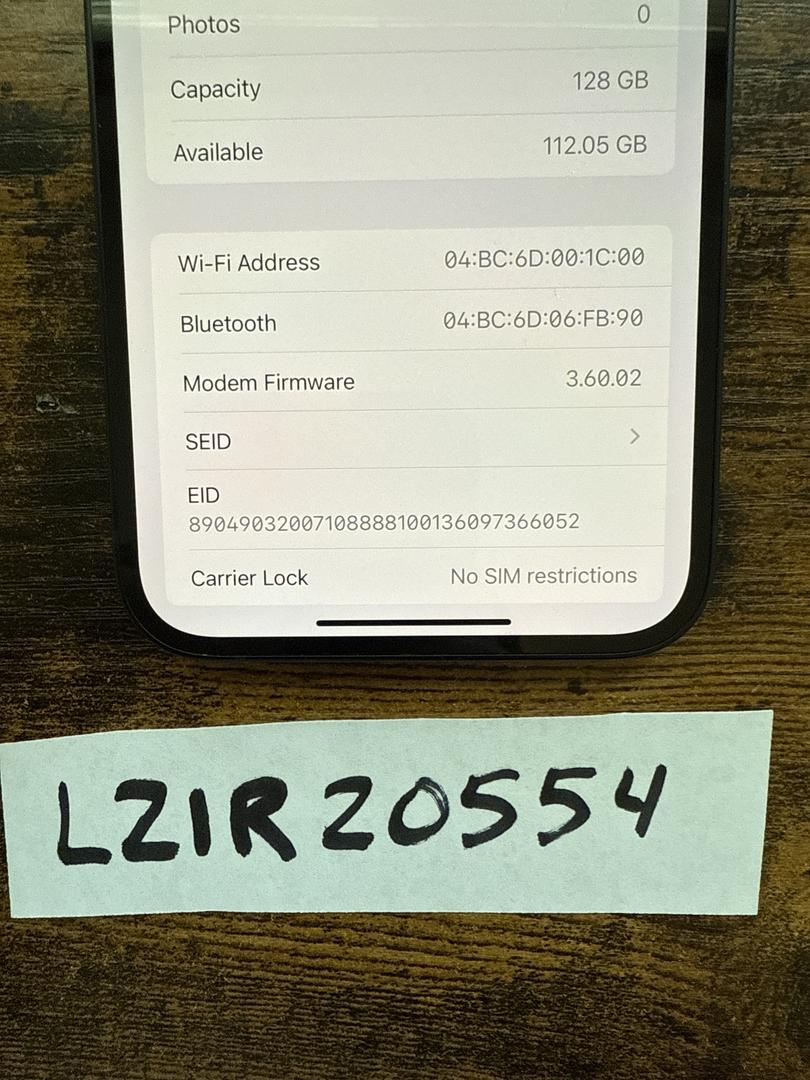 Photos 0
Capacity 128 GB
Available 112.05 GB
Wi-Fi Address 04:BC:6D:00:1C:00
Bluetooth 04:BC:6D:06:FB:90
Modem Firmware 3.60.02
SEID
EID
89049032007108888100136097366052
Carrier Lock No SIM restrictions
LZIR20554